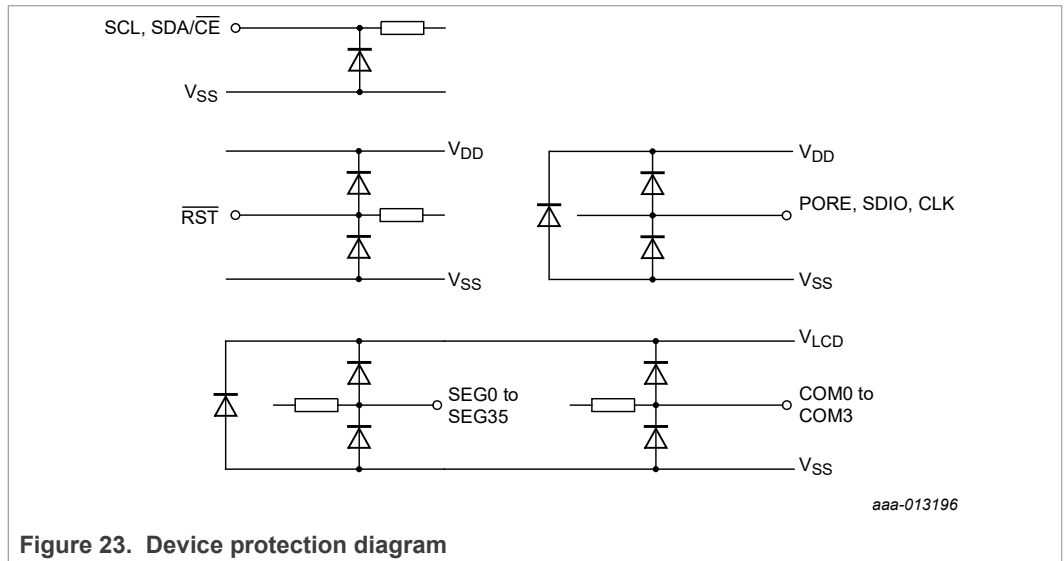 SCL, SDA/CE
VSS
VDD
RST
VSS
VDD
PORE, SDIO, CLK
VSS
VLCD
SEG0 to
SEG35
COM0 to
COM3
VSS
aaa-013196
Figure 23. Device protection diagram